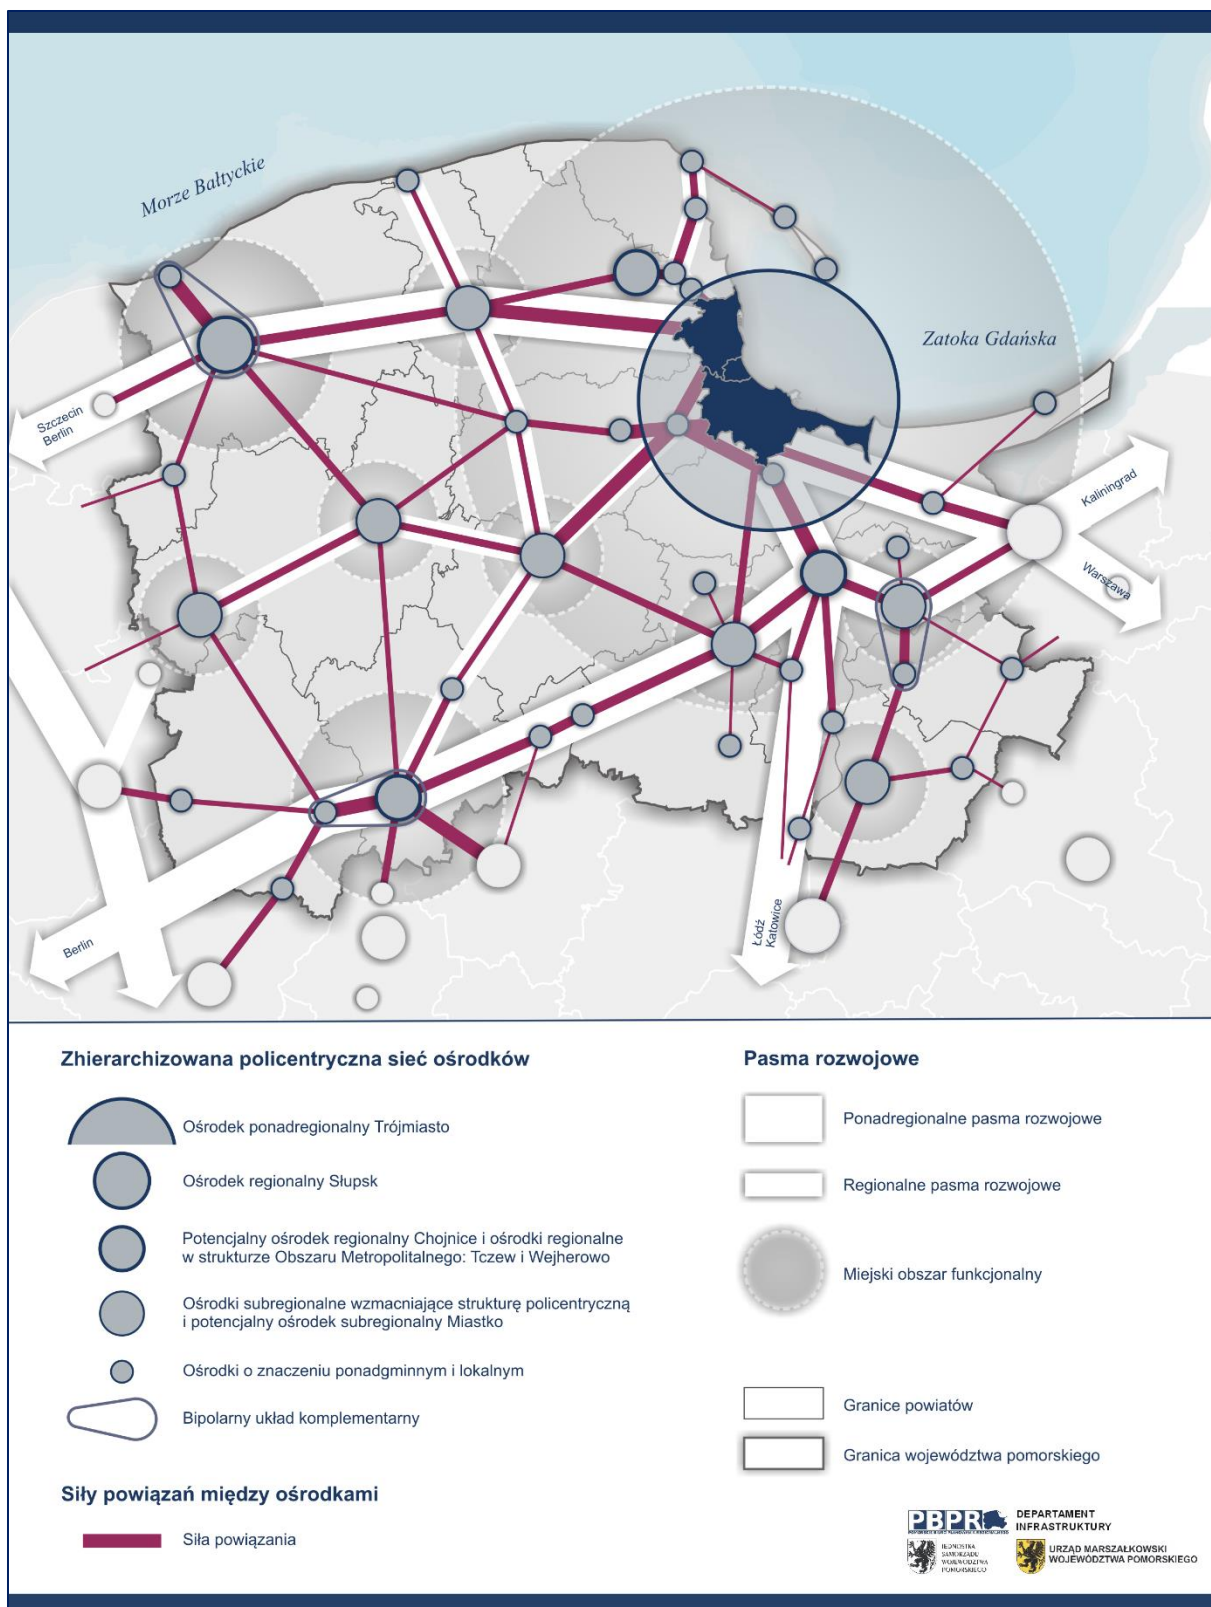 Morze Bałtyckie
Zatoka Gdańska
Szczecin
Berlin
Kaliningrad
Warszawa
Berlin
Łódź
Katowice
Zhierarchizowana policentryczna sieć ośrodków
Ośrodek ponadregionalny Trójmiasto
Ośrodek regionalny Słupsk
Potencjalny ośrodek regionalny Chojnice i ośrodki regionalne
w strukturze Obszaru Metropolitalnego: Tczew i Wejherowo
Ośrodki subregionalne wzmacniające strukturę policentryczną
i potencjalny ośrodek subregionalny Miastko
Ośrodki o znaczeniu ponadgminnym i lokalnym
Bipolarny układ komplementarny
Siły powiązań między ośrodkami
Siła powiązania
Pasma rozwojowe
Ponadregionalne pasma rozwojowe
Regionalne pasma rozwojowe
Miejski obszar funkcjonalny
Granice powiatów
Granica województwa pomorskiego
PBPR
DEPARTAMENT
INFRASTRUKTURY
JEDNOSTKA
SAMORZĄDU
WOJEWÓDZTWA
POMORSKIEGO
URZĄD MARSZAŁKOWSKI
WOJEWÓDZTWA POMORSKIEGO